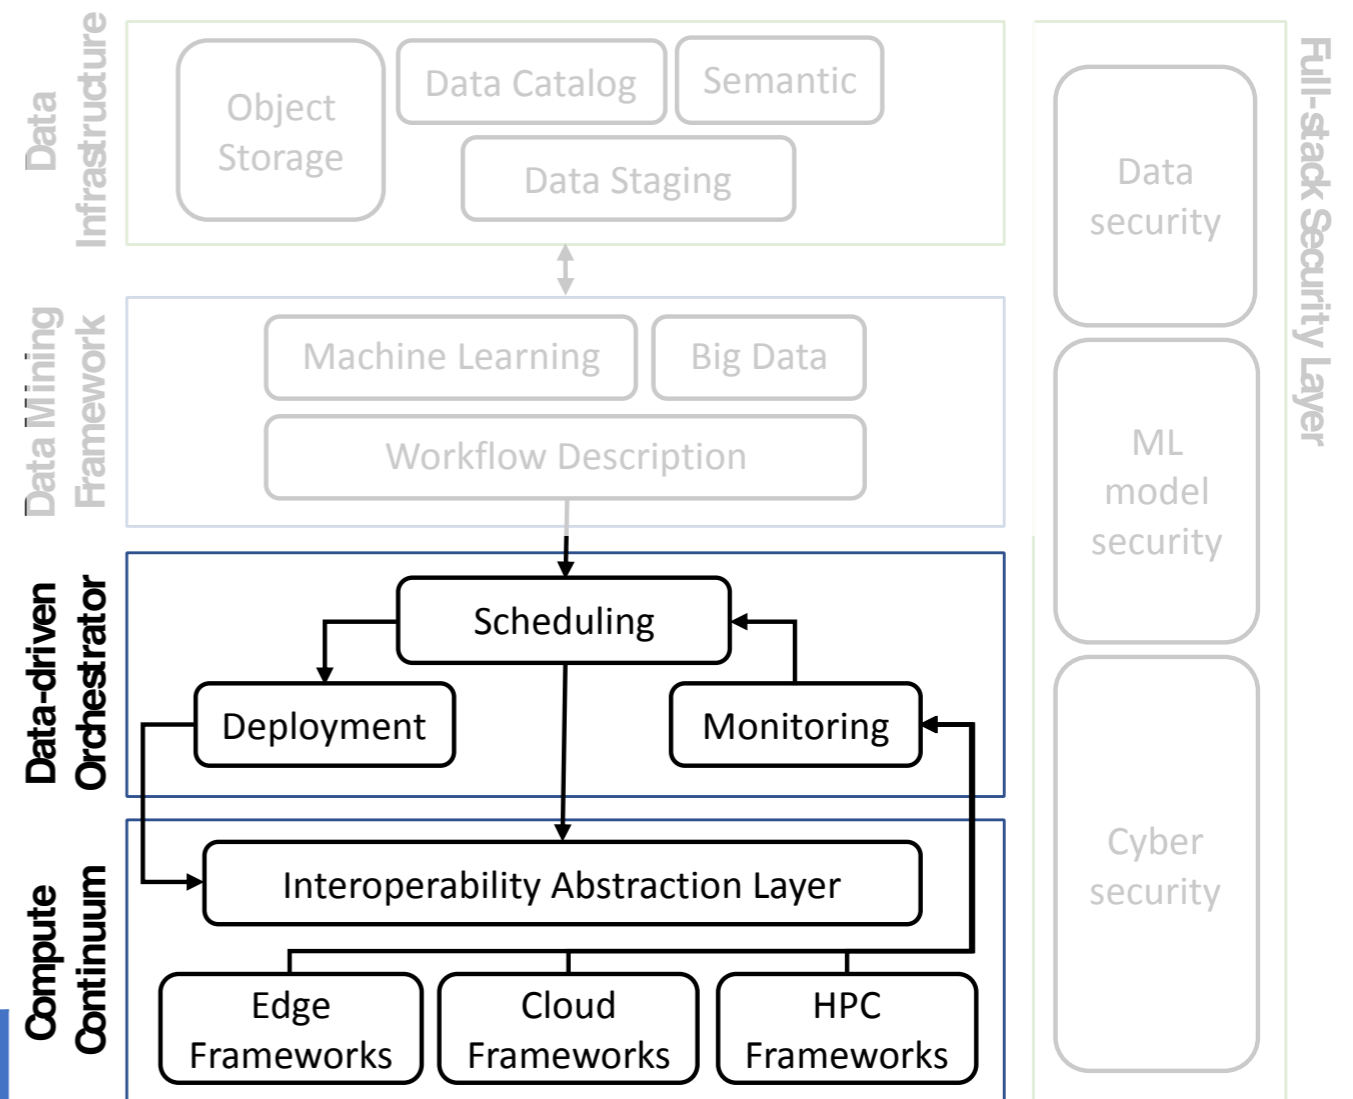 Data
Infrastructure
Object
Storage
Data Catalog
Semantic
Data Staging
Data Mining
Framework
Machine Learning
Big Data
Workflow Description
Data-driven
Orchestrator
Scheduling
Deployment
Monitoring
Compute
Continuum
Interoperability Abstraction Layer
Edge
Frameworks
Cloud
Frameworks
HPC
Frameworks
Full-stack Security Layer
Data
security
ML
model
security
Cyber
security